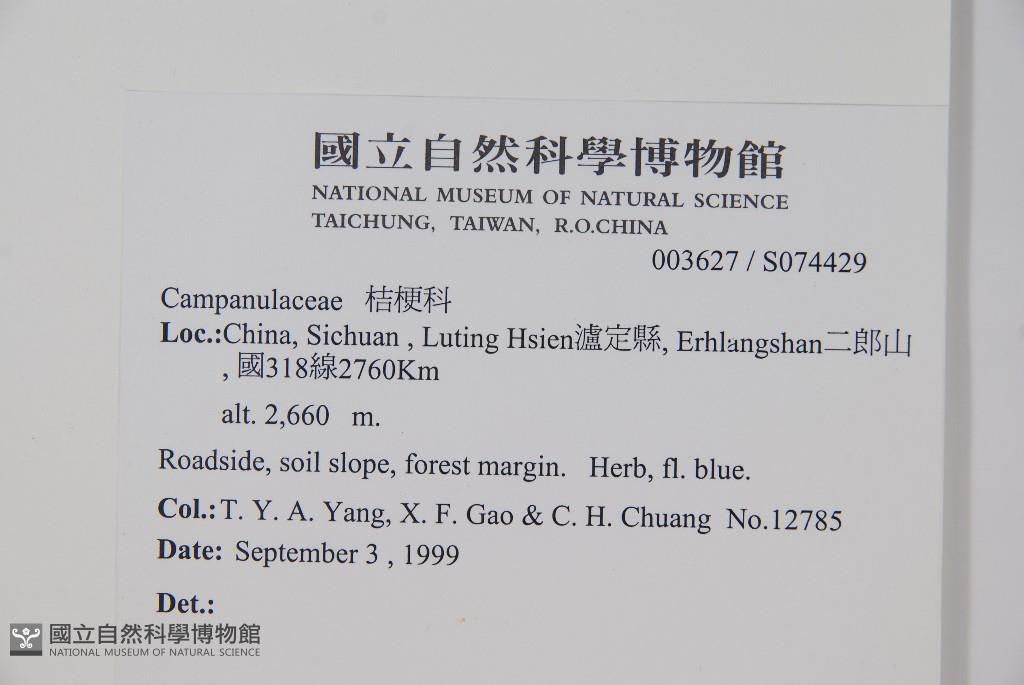 國立自然科學博物館
NATIONAL MUSEUM OF NATURAL SCIENCE
TAICHUNG, TAIWAN, R.O.CHINA
003627 / S074429
Campanulaceae 桔梗科
Loc.:China, Sichuan , Luting Hsien瀘定縣, Erhlangshan二郎山
, 國318線2760Km
alt. 2,660 m.
Roadside, soil slope, forest margin. Herb, fl. blue.
Col.: T. Y. A. Yang, X. F. Gao & C. H. Chuang No.12785
Date: September 3 , 1999
Det.:
國立自然科學博物館
NATIONAL MUSEUM OF NATURAL SCIENCE